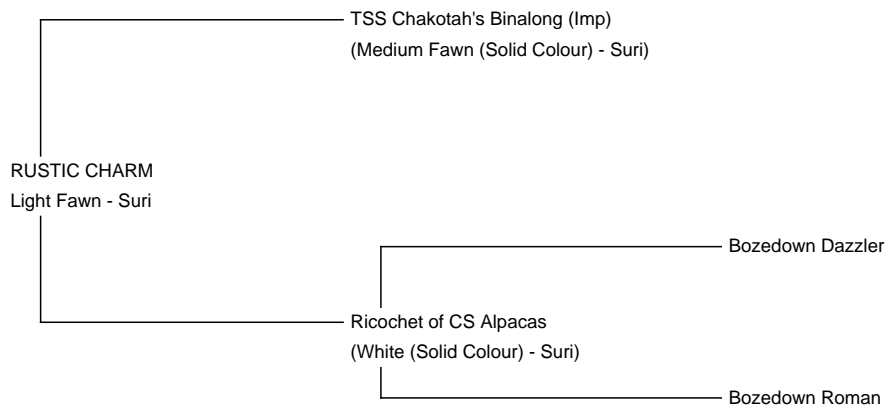 TSS Chakotah's Binalong (Imp)
(Medium Fawn (Solid Colour) - Suri)
RUSTIC CHARM
Light Fawn - Suri
Bozedown Dazzler
Ricochet of CS Alpacas
(White (Solid Colour) - Suri)
Bozedown Roman